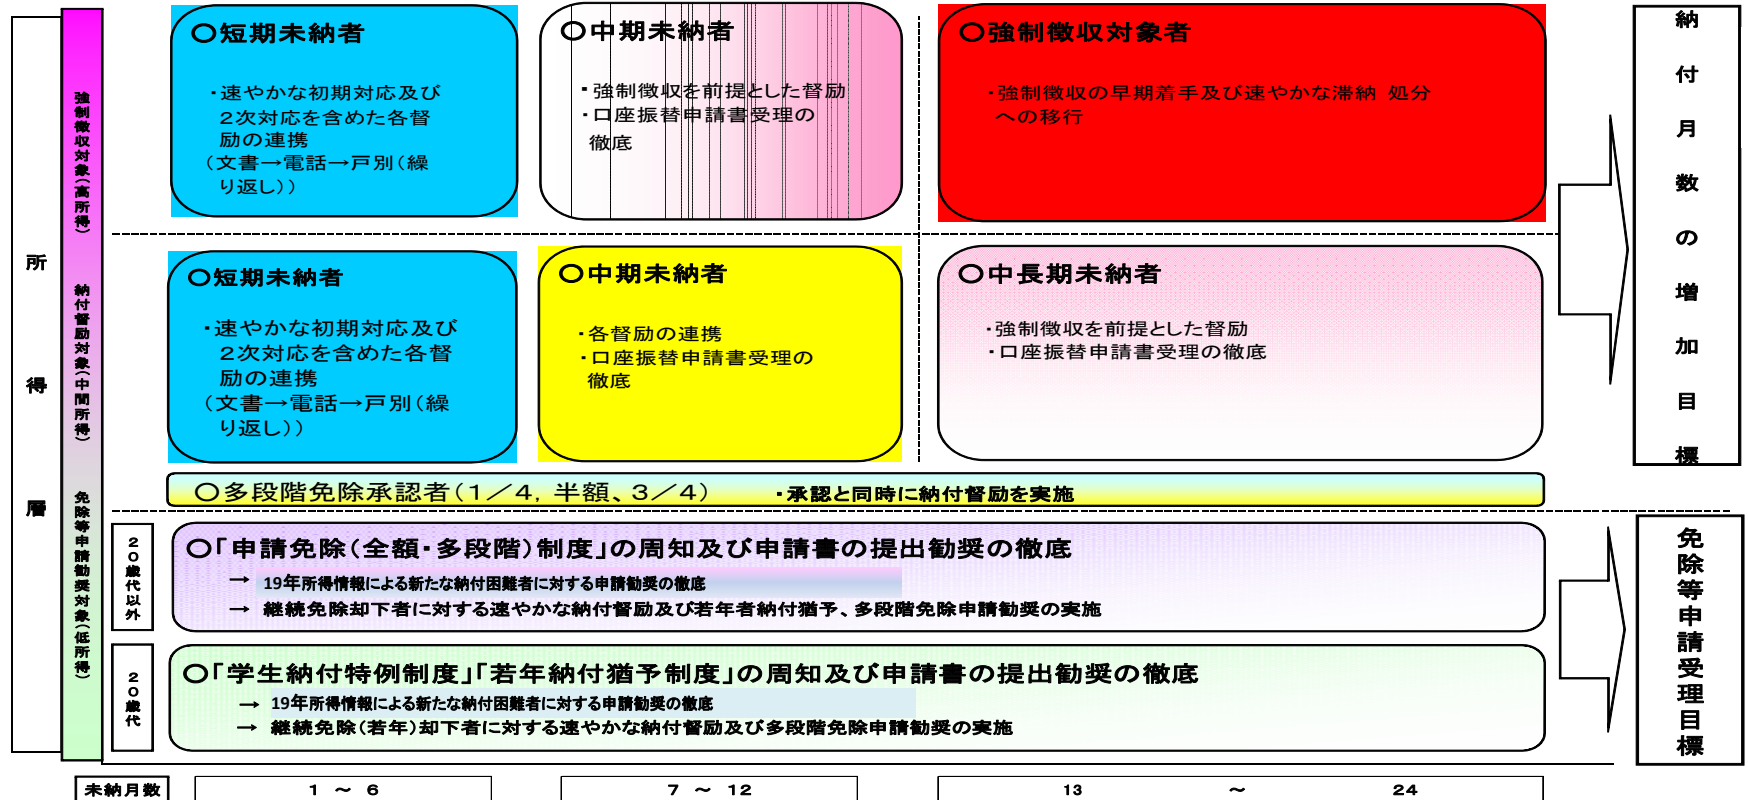 所得層
強制徴収対象(高所得)
納付督励対象(中間所得)
免除等申請勧奨対象(低所得)
〇短期未納者
・速やかな初期対応及び
2次対応を含めた各督
励の連携
(文書→電話→戸別(繰
り返し))
〇中期未納者
・強制徴収を前提とした督励
・口座振替申請書受理の
徹底
〇強制徴収対象者
・強制徴収の早期着手及び速やかな滞納 処分
への移行
納付月数の増加目標
〇短期未納者
・速やかな初期対応及び
2次対応を含めた各督
励の連携
(文書→電話→戸別(繰
り返し))
〇中期未納者
・各督励の連携
・口座振替申請書受理の
徹底
〇中長期未納者
・強制徴収を前提とした督励
・口座振替申請書受理の徹底
〇多段階免除承認者(1/4,半額、3/4) ・承認と同時に納付督励を実施
20歳代以外
〇「申請免除(全額・多段階)制度」の周知及び申請書の提出勧奨の徹底
→ 19年所得情報による新たな納付困難者に対する申請勧奨の徹底
→ 継続免除却下者に対する速やかな納付督励及び若年者納付猶予、多段階免除申請勧奨の実施
20歳代
〇「学生納付特例制度」「若年納付猶予制度」の周知及び申請書の提出勧奨の徹底
→ 19年所得情報による新たな納付困難者に対する申請勧奨の徹底
→ 継続免除(若年)却下者に対する速やかな納付督励及び多段階免除申請勧奨の実施
免除等申請受理目標
未納月数
1 ~ 6
7 ~ 12
13 ~ 24